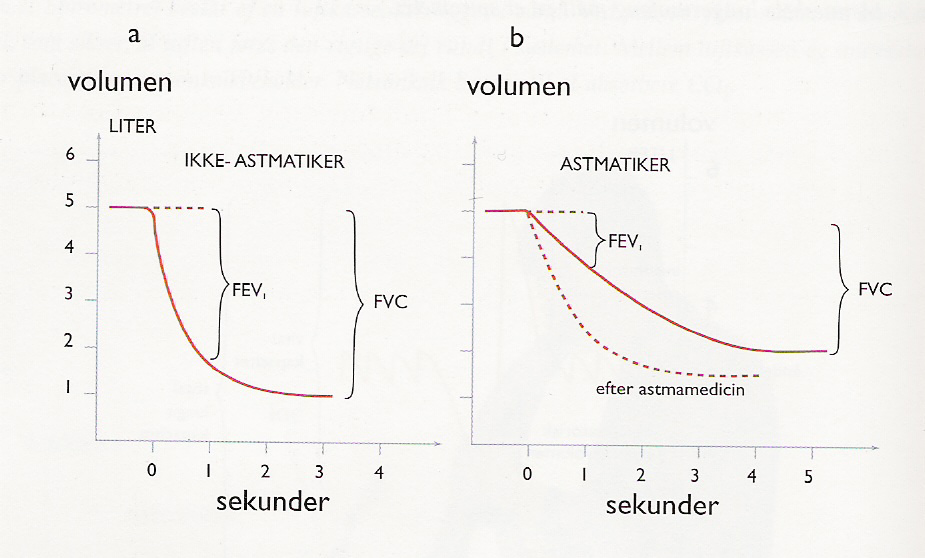 a
volumen
LITER
IKKE- ASTMATIKER
6
5
4
3
2
1
FEV₁
FVC
0 1 2 3 4
sekunder
b
volumen
ASTMATIKER
FEV₁
FVC
efter astmamedicin
0 1 2 3 4 5
sekunder